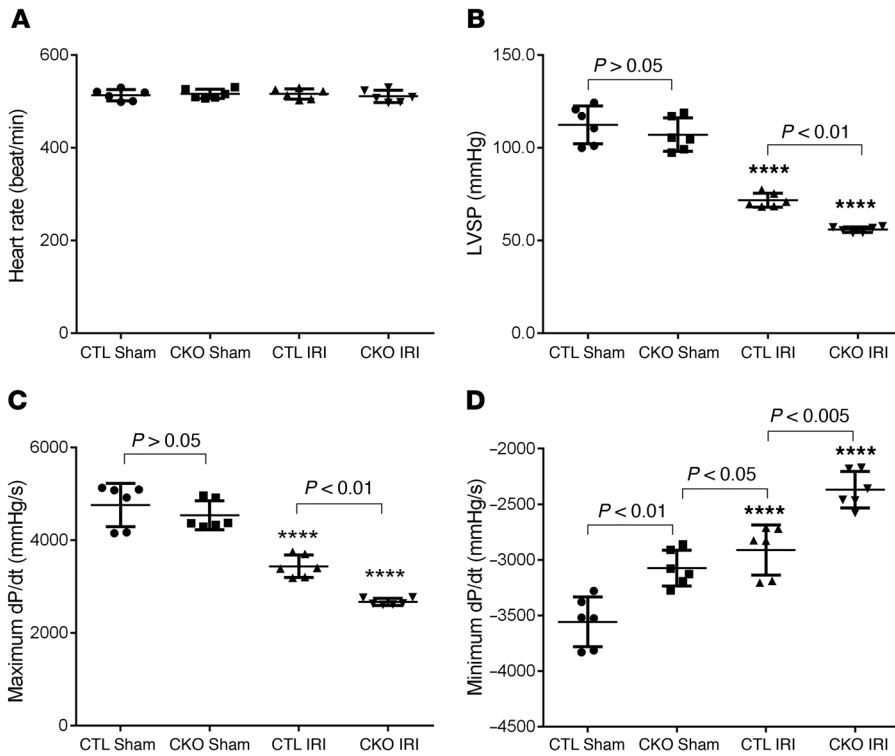 A
Heart rate (beat/min)
600
400
200
0
CTL Sham
CKO Sham
CTL IRI
CKO IRI
B
LVSP (mmHg)
150.0
100.0
50.0
0.0
P > 0.05
P < 0.01
****
****
CTL Sham
CKO Sham
CTL IRI
CKO IRI
C
Maximum dP/dt (mmHg/s)
6000
4000
2000
0
P > 0.05
P < 0.01
****
****
CTL Sham
CKO Sham
CTL IRI
CKO IRI
D
Minimum dP/dt (mmHg/s)
–2000
–2500
–3000
–3500
–4000
–4500
P < 0.005
P < 0.05
P < 0.01
****
****
CTL Sham
CKO Sham
CTL IRI
CKO IRI